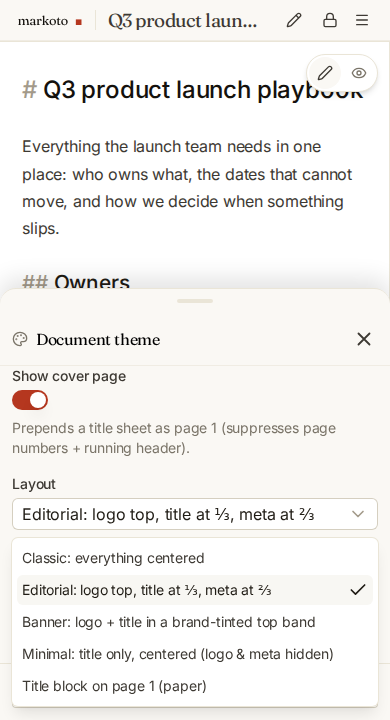 markoto
Q3 product laun...
# Q3 product launch playbook
Everything the launch team needs in one
place: who owns what, the dates that cannot
move, and how we decide when something
slips.
## Owners
Document theme
Show cover page
Prepends a title sheet as page 1 (suppresses page
numbers + running header).
Layout
Editorial: logo top, title at ⅓, meta at ⅔
Classic: everything centered
Editorial: logo top, title at ⅓, meta at ⅔
Banner: logo + title in a brand-tinted top band
Minimal: title only, centered (logo & meta hidden)
Title block on page 1 (paper)